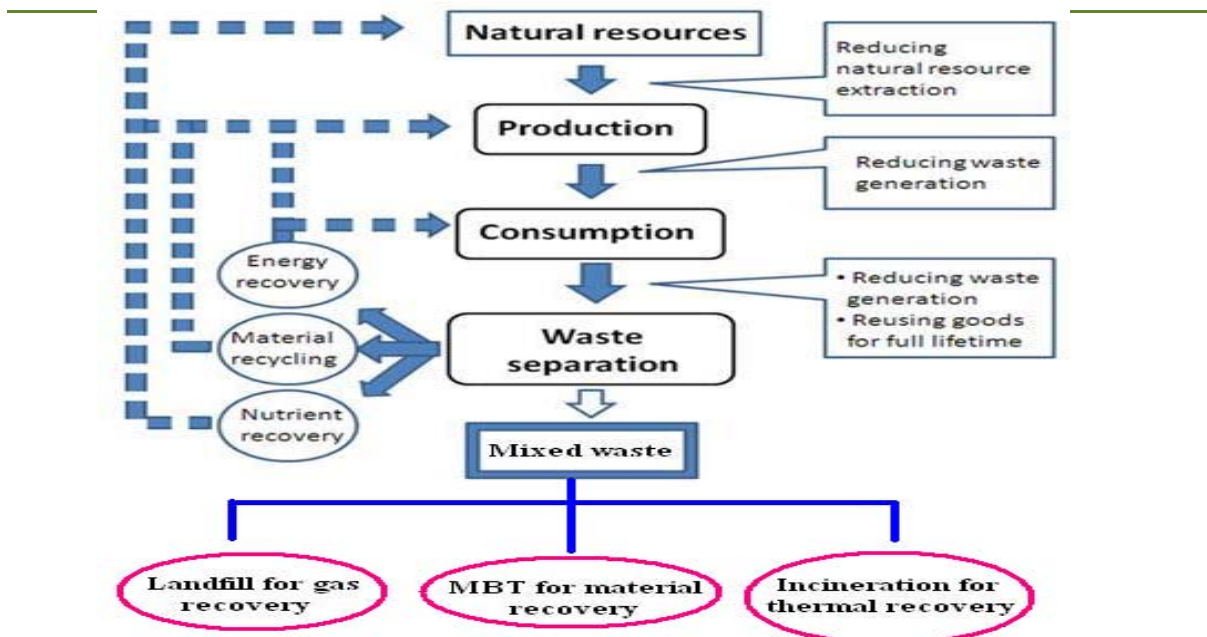 Natural resources
Reducing
natural resource
extraction
Production
Reducing waste
generation
Consumption
Energy
recovery
• Reducing waste
generation
• Reusing goods
for full lifetime
Material
recycling
Waste
separation
Nutrient
recovery
Mixed waste
Landfill for gas
recovery
MBT for material
recovery
Incineration for
thermal recovery